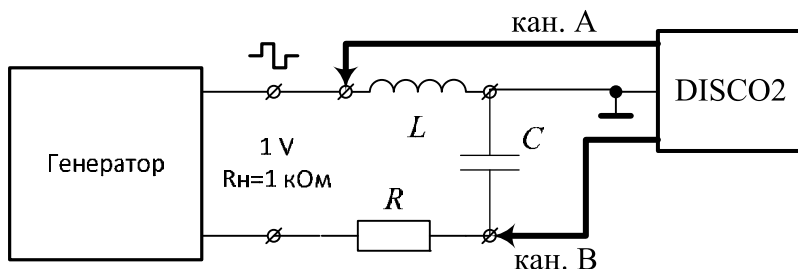 кан. А
DISCO2
L
C
Генератор
1 V
Rн=1 кОм
R
кан. В